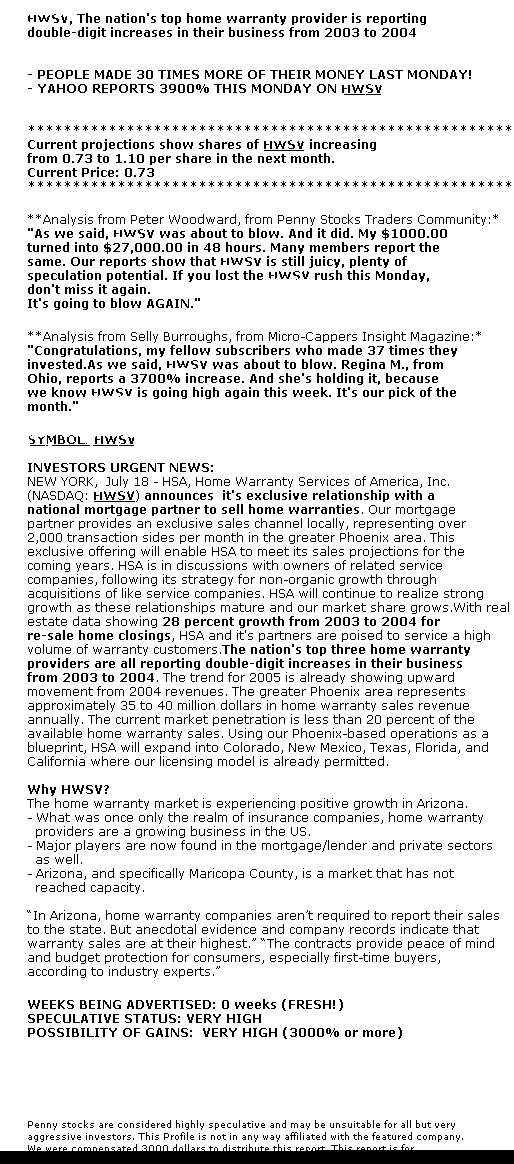 HWSV, The nation's top home warranty provider is reporting
double-digit increases in their business from 2003 to 2004
- PEOPLE MADE 30 TIMES MORE OF THEIR MONEY LAST MONDAY!
- YAHOO REPORTS 3900% THIS MONDAY ON HWSV
******************************************************
Current projections show shares of HWSV increasing
from 0.73 to 1.10 per share in the next month.
Current Price: 0.73
******************************************************
**Analysis from Peter Woodward, from Penny Stocks Traders Community:*
"As we said, HWSV was about to blow. And it did. My $1000.00
turned into $27,000.00 in 48 hours. Many members report the
same. Our reports show that HWSV is still juicy, plenty of
speculation potential. If you lost the HWSV rush this Monday,
don't miss it again.
It's going to blow AGAIN."
**Analysis from Selly Burroughs, from Micro-Cappers Insight Magazine:*
"Congratulations, my fellow subscribers who made 37 times they
invested.As we said, HWSV was about to blow. Regina M., from
Ohio, reports a 3700% increase. And she's holding it, because
we know HWSV is going high again this week. It's our pick of the
month."
SYMBOL: HWSV
INVESTORS URGENT NEWS:
NEW YORK, July 18 - HSA, Home Warranty Services of America, Inc.
(NASDAQ: HWSV) announces it's exclusive relationship with a
national mortgage partner to sell home warranties. Our mortgage
partner provides an exclusive sales channel locally, representing over
2,000 transaction sides per month in the greater Phoenix area. This
exclusive offering will enable HSA to meet its sales projections for the
coming years. HSA is in discussions with owners of related service
companies, following its strategy for non-organic growth through
acquisitions of like service companies. HSA will continue to realize strong
growth as these relationships mature and our market share grows.With real
estate data showing 28 percent growth from 2003 to 2004 for
re-sale home closings, HSA and it's partners are poised to service a high
volume of warranty customers.The nation's top three home warranty
providers are all reporting double-digit increases in their business
from 2003 to 2004. The trend for 2005 is already showing upward
movement from 2004 revenues. The greater Phoenix area represents
approximately 35 to 40 million dollars in home warranty sales revenue
annually. The current market penetration is less than 20 percent of the
available home warranty sales. Using our Phoenix-based operations as a
blueprint, HSA will expand into Colorado, New Mexico, Texas, Florida, and
California where our licensing model is already permitted.
Why HWSV?
The home warranty market is experiencing positive growth in Arizona.
- What was once only the realm of insurance companies, home warranty
providers are a growing business in the US.
- Major players are now found in the mortgage/lender and private sectors
as well.
- Arizona, and specifically Maricopa County, is a market that has not
reached capacity.
“In Arizona, home warranty companies aren’t required to report their sales
to the state. But anecdotal evidence and company records indicate that
warranty sales are at their highest.” “The contracts provide peace of mind
and budget protection for consumers, especially first-time buyers,
according to industry experts.”
WEEKS BEING ADVERTISED: 0 weeks (FRESH!)
SPECULATIVE STATUS: VERY HIGH
POSSIBILITY OF GAINS: VERY HIGH (3000% or more)
Penny stocks are considered highly speculative and may be unsuitable for all but very
aggressive investors. This Profile is not in any way affiliated with the featured company.
We were compensated 3000 dollars to distribute this report. This report is for